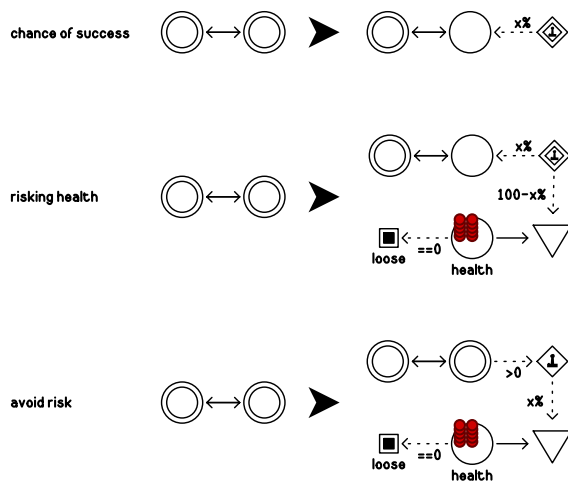 chance of success
x%
risking health
x%
100-x%
==0
loose
health
avoid risk
>0
x%
==0
loose
health